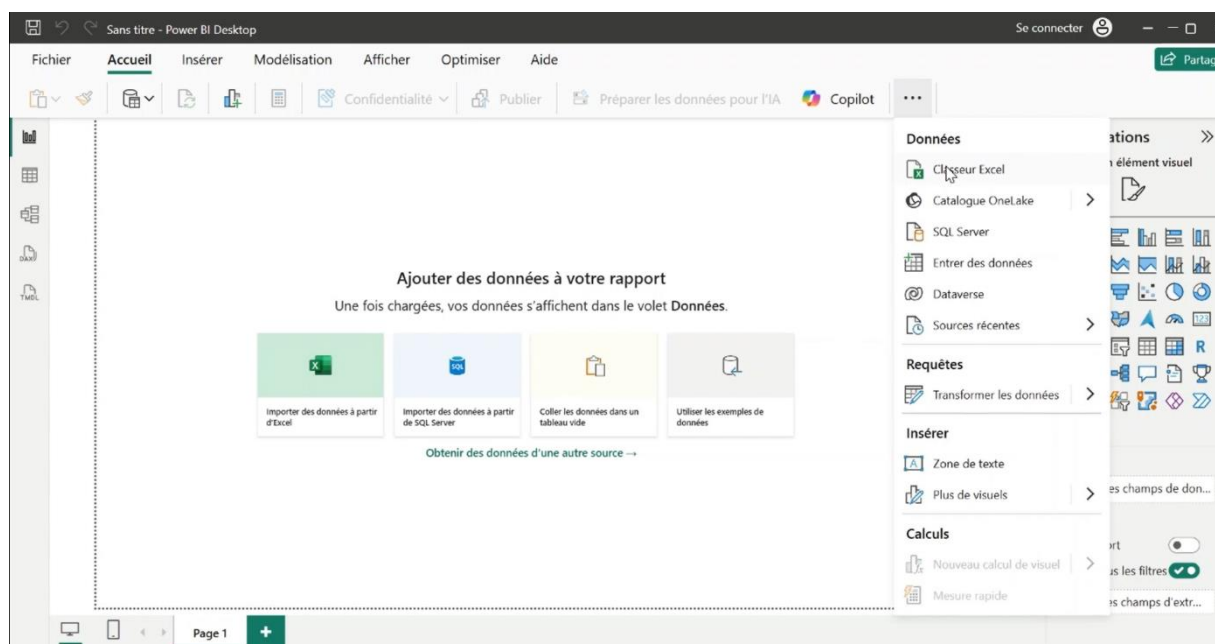 Sans titre - Power BI Desktop
Se connecter
Fichier Accueil Insérer Modélisation Afficher Optimiser Aide
Partag
Confidentialité Publier Préparer les données pour l'IA Copilot
Données
Classeur Excel
Catalogue OneLake
SQL Server
Entrer des données
Dataverse
Sources récentes
Requêtes
Transformer les données
Insérer
Zone de texte
Plus de visuels
Calculs
Nouveau calcul de visuel
Mesure rapide
ations
n élément visuel
123
R
es champs de don...
ort
us les filtres
es champs d'extr...
DAX
TMDL
Ajouter des données à votre rapport
Une fois chargées, vos données s'affichent dans le volet Données.
SQL
Importer des données à partir
d'Excel
Importer des données à partir
de SQL Server
Coller les données dans un
tableau vide
Utiliser les exemples de
données
Obtenir des données d'une autre source →
Page 1